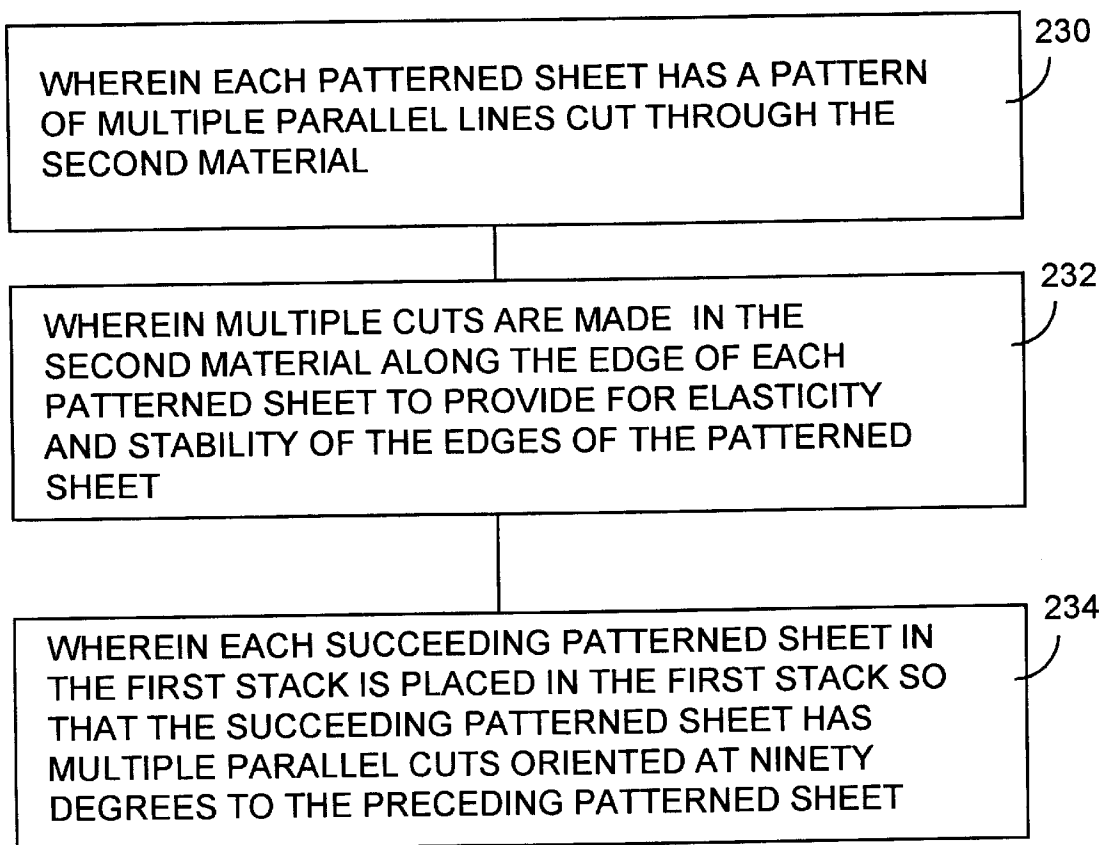 230
WHEREIN EACH PATTERNED SHEET HAS A PATTERN
OF MULTIPLE PARALLEL LINES CUT THROUGH THE
SECOND MATERIAL
232
WHEREIN MULTIPLE CUTS ARE MADE IN THE
SECOND MATERIAL ALONG THE EDGE OF EACH
PATTERNED SHEET TO PROVIDE FOR ELASTICITY
AND STABILITY OF THE EDGES OF THE PATTERNED
SHEET
234
WHEREIN EACH SUCCEEDING PATTERNED SHEET IN
THE FIRST STACK IS PLACED IN THE FIRST STACK SO
THAT THE SUCCEEDING PATTERNED SHEET HAS
MULTIPLE PARALLEL CUTS ORIENTED AT NINETY
DEGREES TO THE PRECEDING PATTERNED SHEET